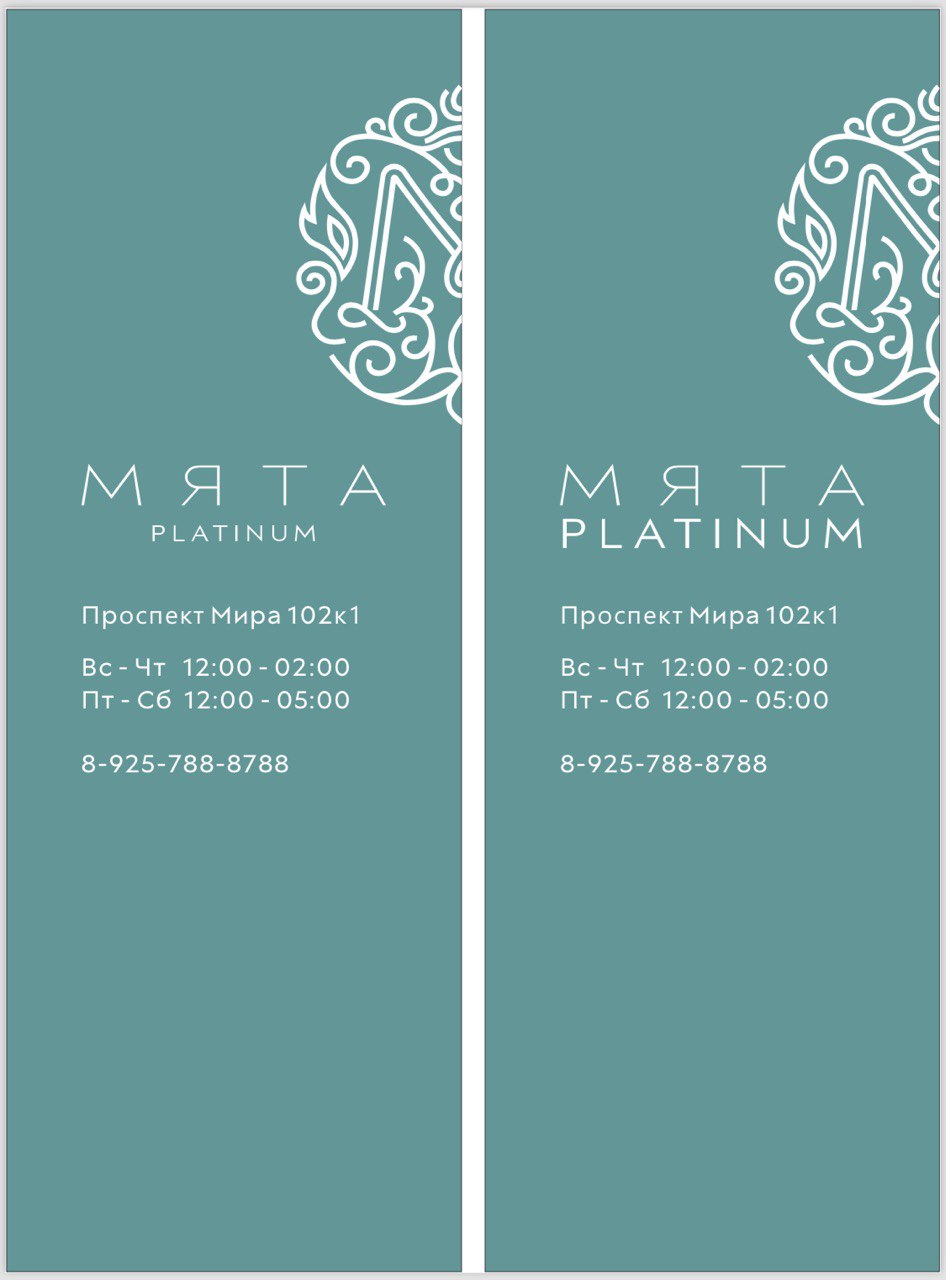 МЯТА
PLATINUM
Проспект Мира 102к1
Вс - Чт 12:00 - 02:00
Пт - Сб 12:00 - 05:00
8-925-788-8788
МЯТА
PLATINUM
Проспект Мира 102к1
Вс - Чт 12:00 - 02:00
Пт - Сб 12:00 - 05:00
8-925-788-8788